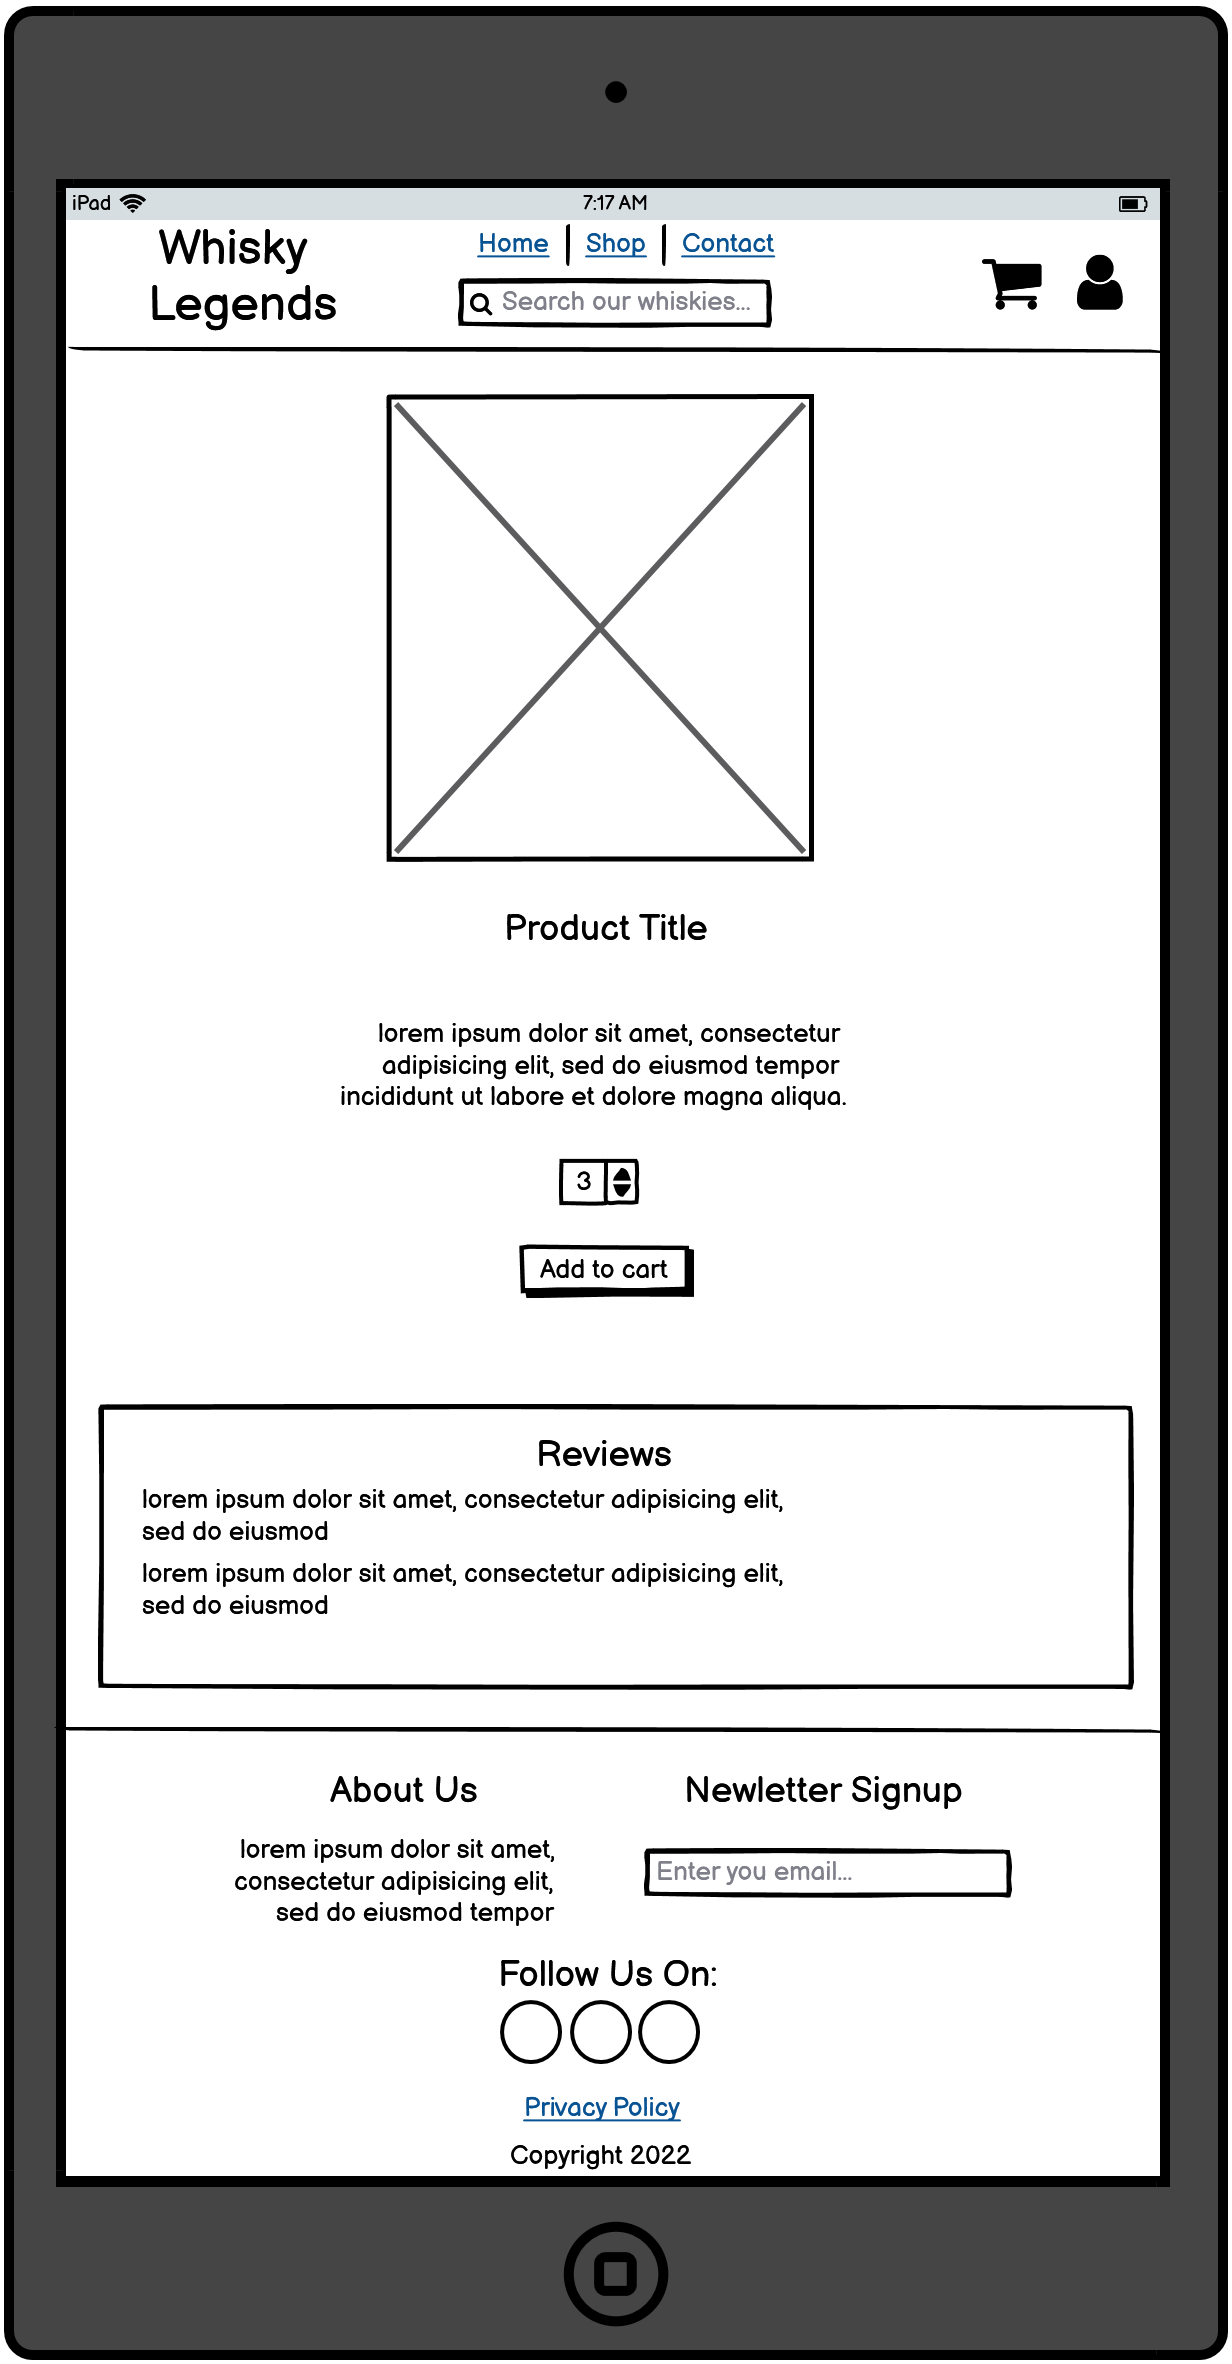 iPad
7:17 AM
Whisky
Legends
Home
Shop
Contact
Search our whiskies...
Product Title
lorem ipsum dolor sit amet, consectetur
adipisicing elit, sed do eiusmod tempor
incididunt ut labore et dolore magna aliqua.
3
Add to cart
Reviews
lorem ipsum dolor sit amet, consectetur adipisicing elit,
sed do eiusmod
lorem ipsum dolor sit amet, consectetur adipisicing elit,
sed do eiusmod
About Us
lorem ipsum dolor sit amet,
consectetur adipisicing elit,
sed do eiusmod tempor
Newletter Signup
Enter you email...
Follow Us On:
Privacy Policy
Copyright 2022